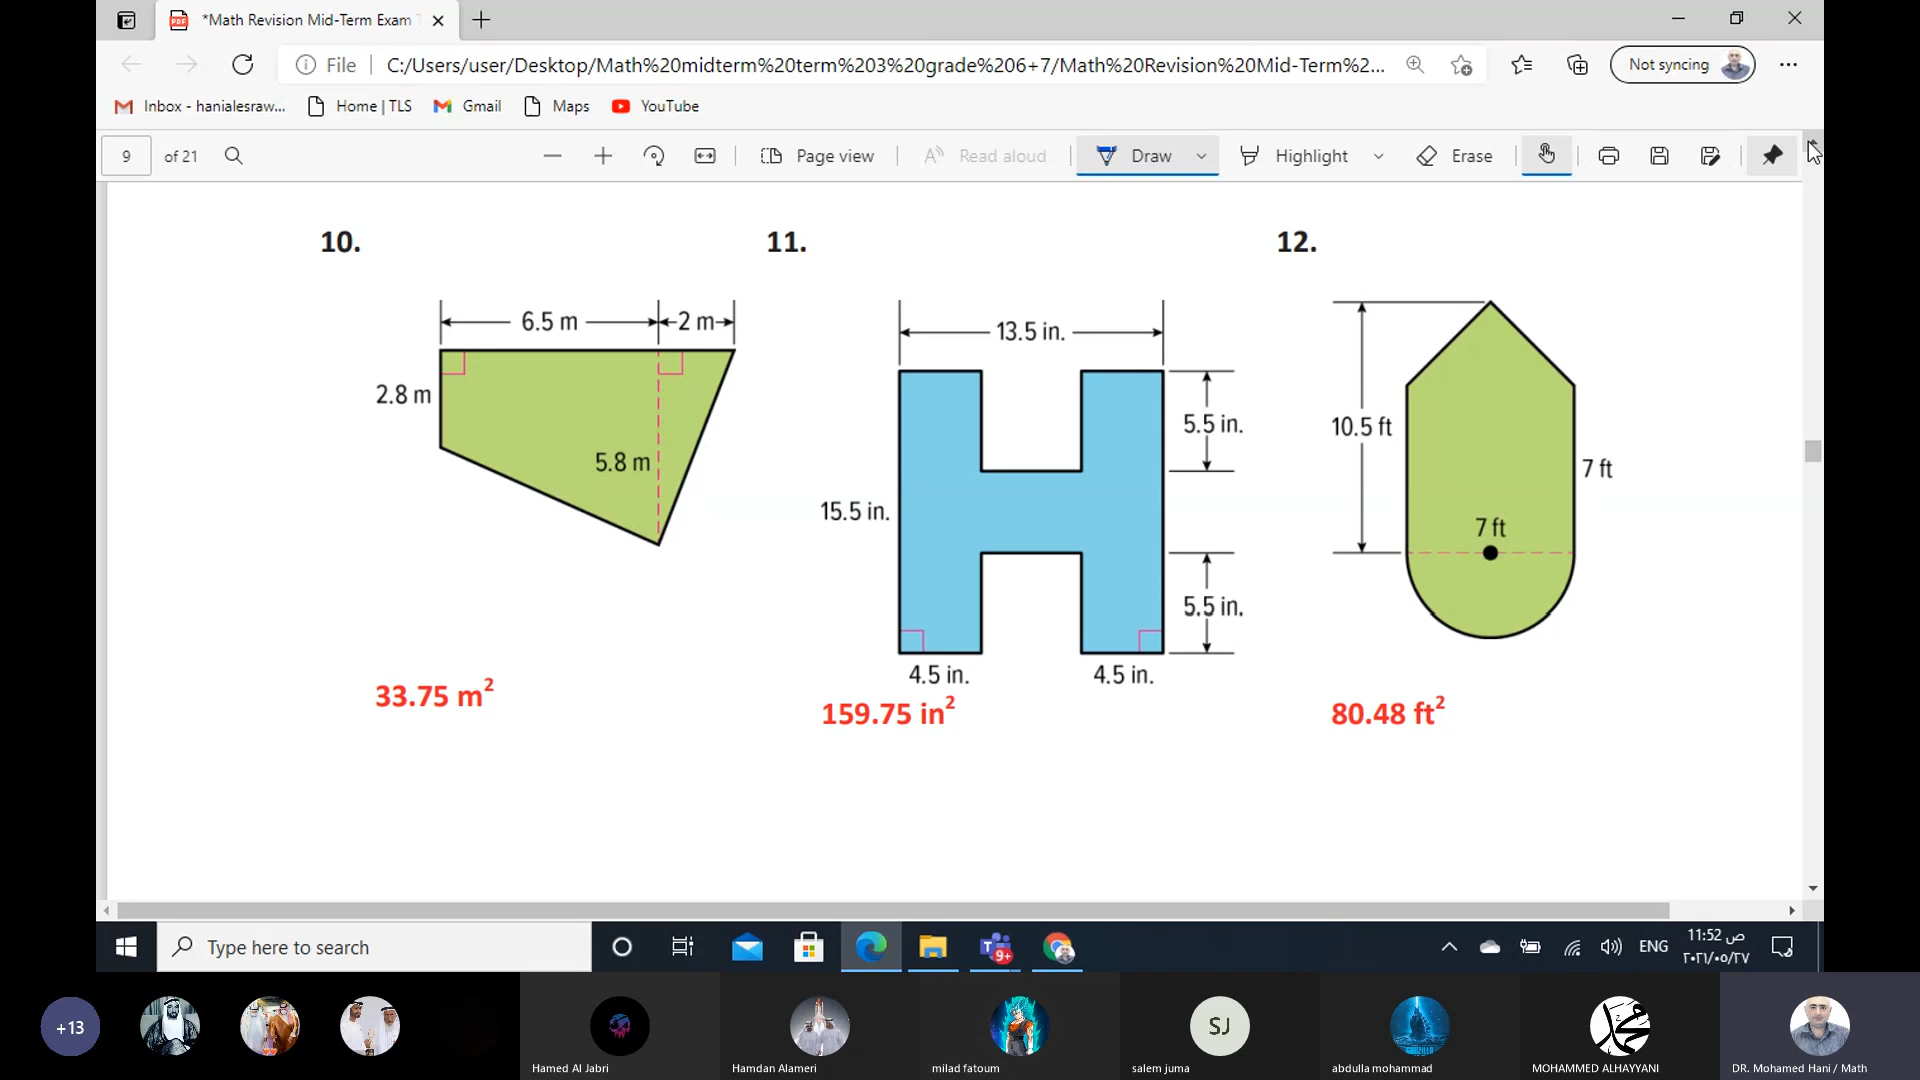 *Math Revision Mid-Term Exam T
File C:/Users/user/Desktop/Math%20midterm%20term%203%20grade%206+7/Math%20Revision%20Mid-Term%2... Not syncing
Inbox - hanialesraw... Home | TLS Gmail Maps YouTube
9 of 21 Page view Read aloud Draw Highlight Erase
10. 11. 12.
6.5 m 2 m
2.8 m
5.8 m
33.75 m²
13.5 in.
5.5 in.
15.5 in.
5.5 in.
4.5 in. 4.5 in.
159.75 in²
10.5 ft
7 ft
7 ft
80.48 ft²
Type here to search
9+
ENG
11:52 ص
٢٠٢١/٠٥/٢٧
+13
SJ
Hamed Al Jabri
Hamdan Alameri
milad fatoum
salem juma
abdulla mohammad
MOHAMMED ALHAYYANI
DR. Mohamed Hani / Math